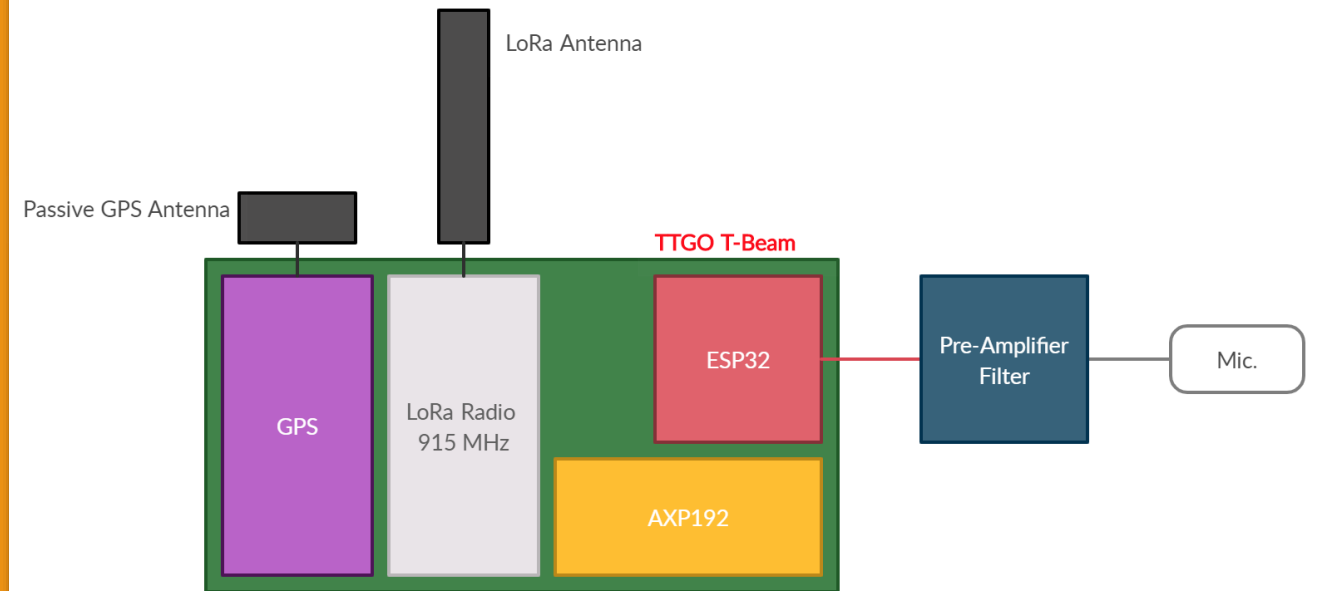 LoRa Antenna
Passive GPS Antenna
TTGO T-Beam
GPS
LoRa Radio
915 MHz
ESP32
AXP192
Pre-Amplifier
Filter
Mic.